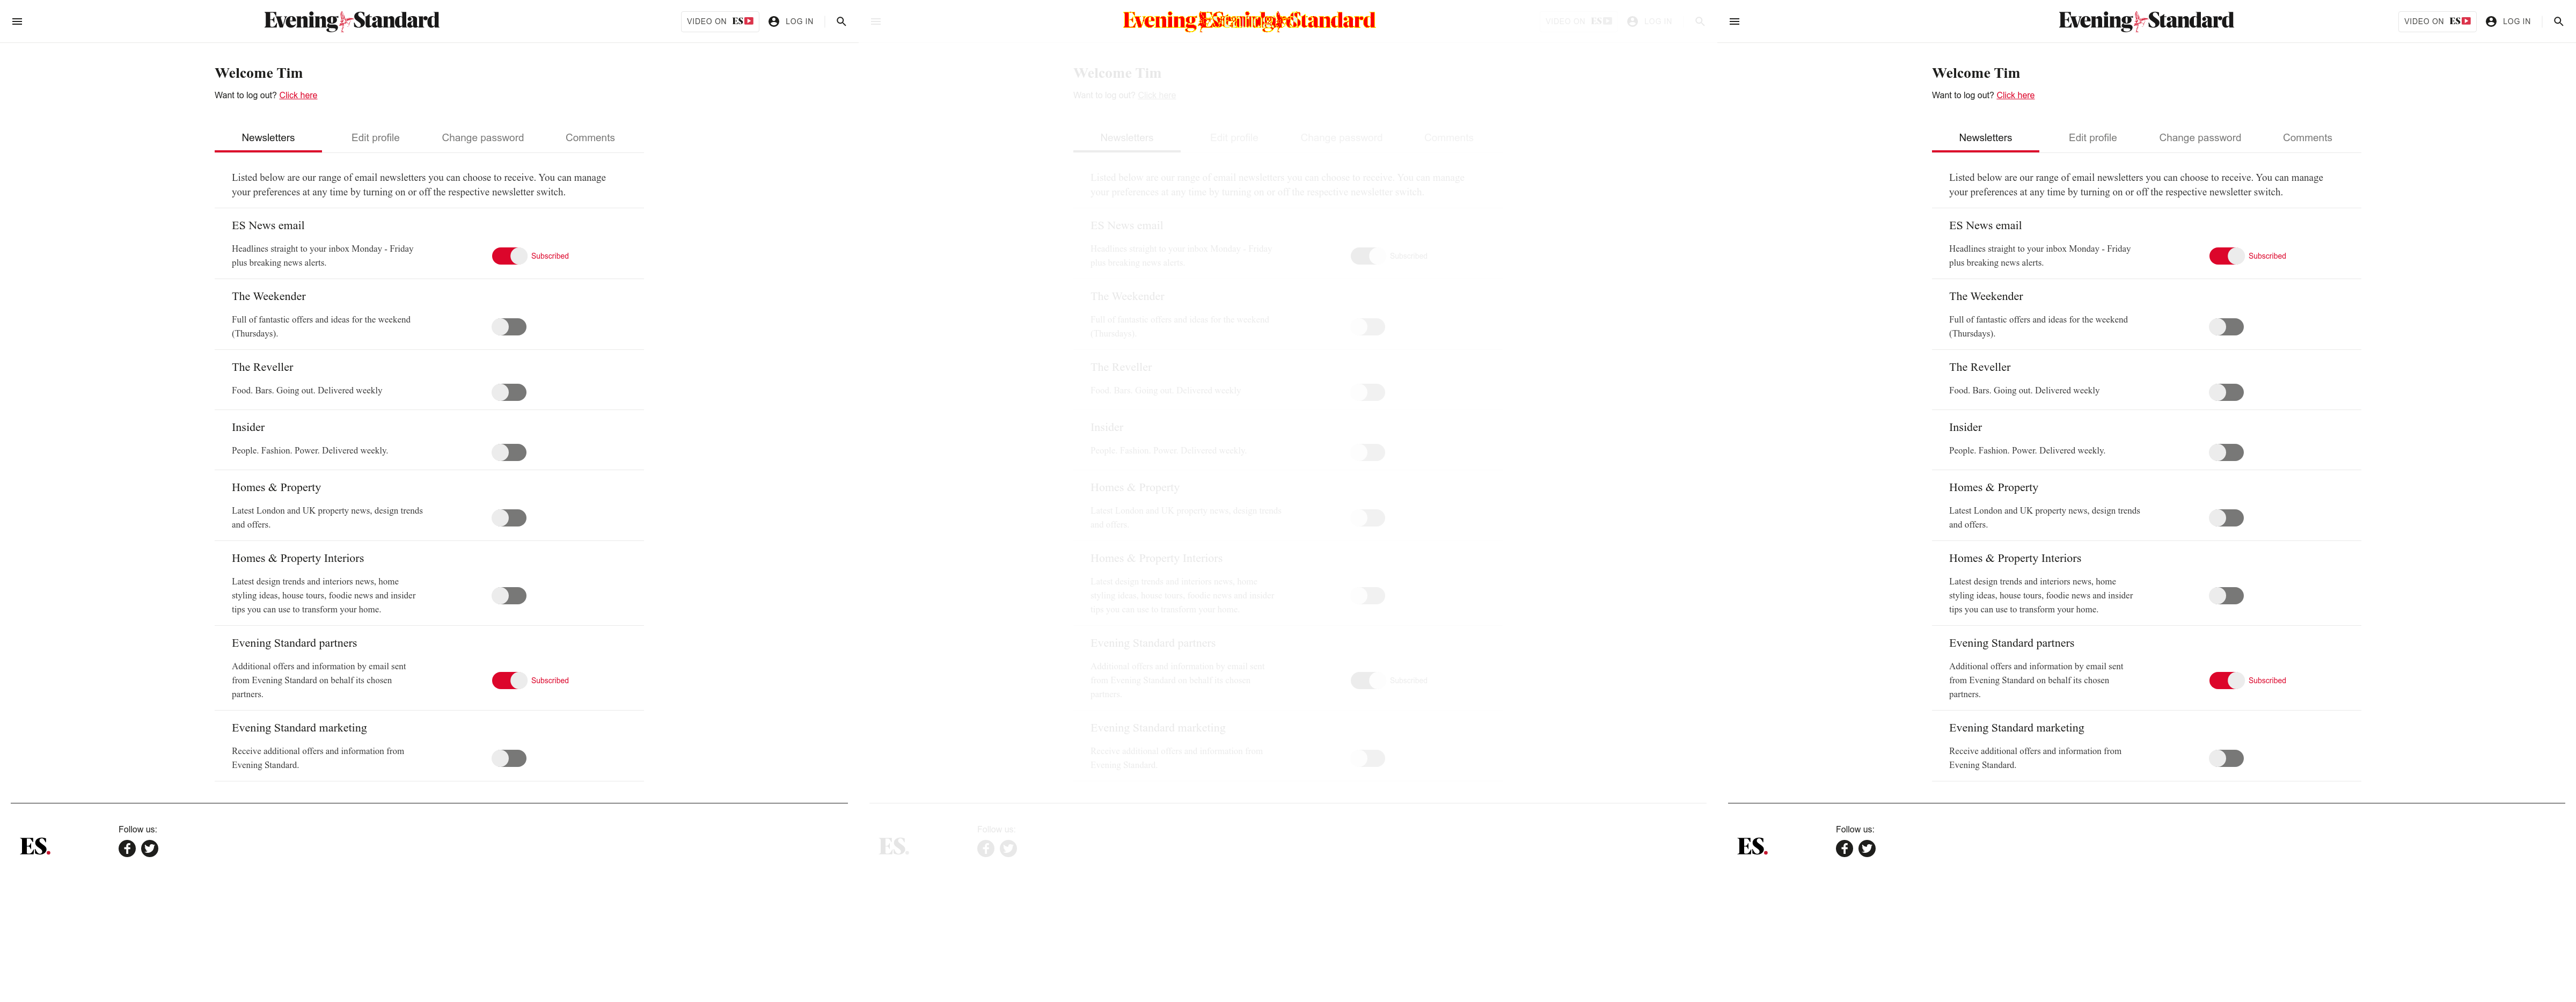 Evening Standard
VIDEO ON ES
LOG IN
Welcome Tim
Want to log out? Click here
Newsletters
Edit profile
Change password
Comments
Listed below are our range of email newsletters you can choose to receive. You can manage
your preferences at any time by turning on or off the respective newsletter switch.
ES News email
Headlines straight to your inbox Monday - Friday
plus breaking news alerts.
Subscribed
The Weekender
Full of fantastic offers and ideas for the weekend
(Thursdays).
The Reveller
Food. Bars. Going out. Delivered weekly
Insider
People. Fashion. Power. Delivered weekly.
Homes & Property
Latest London and UK property news, design trends
and offers.
Homes & Property Interiors
Latest design trends and interiors news, home
styling ideas, house tours, foodie news and insider
tips you can use to transform your home.
Evening Standard partners
Additional offers and information by email sent
from Evening Standard on behalf its chosen
partners.
Subscribed
Evening Standard marketing
Receive additional offers and information from
Evening Standard.
ES.
Follow us:
Evening Standard
VIDEO ON ES
LOG IN
Welcome Tim
Want to log out? Click here
Newsletters
Edit profile
Change password
Comments
Listed below are our range of email newsletters you can choose to receive. You can manage
your preferences at any time by turning on or off the respective newsletter switch.
ES News email
Headlines straight to your inbox Monday - Friday
plus breaking news alerts.
Subscribed
The Weekender
Full of fantastic offers and ideas for the weekend
(Thursdays).
The Reveller
Food. Bars. Going out. Delivered weekly
Insider
People. Fashion. Power. Delivered weekly.
Homes & Property
Latest London and UK property news, design trends
and offers.
Homes & Property Interiors
Latest design trends and interiors news, home
styling ideas, house tours, foodie news and insider
tips you can use to transform your home.
Evening Standard partners
Additional offers and information by email sent
from Evening Standard on behalf its chosen
partners.
Subscribed
Evening Standard marketing
Receive additional offers and information from
Evening Standard.
ES.
Follow us:
Evening Standard
VIDEO ON ES
LOG IN
Welcome Tim
Want to log out? Click here
Newsletters
Edit profile
Change password
Comments
Listed below are our range of email newsletters you can choose to receive. You can manage
your preferences at any time by turning on or off the respective newsletter switch.
ES News email
Headlines straight to your inbox Monday - Friday
plus breaking news alerts.
Subscribed
The Weekender
Full of fantastic offers and ideas for the weekend
(Thursdays).
The Reveller
Food. Bars. Going out. Delivered weekly
Insider
People. Fashion. Power. Delivered weekly.
Homes & Property
Latest London and UK property news, design trends
and offers.
Homes & Property Interiors
Latest design trends and interiors news, home
styling ideas, house tours, foodie news and insider
tips you can use to transform your home.
Evening Standard partners
Additional offers and information by email sent
from Evening Standard on behalf its chosen
partners.
Subscribed
Evening Standard marketing
Receive additional offers and information from
Evening Standard.
ES.
Follow us: